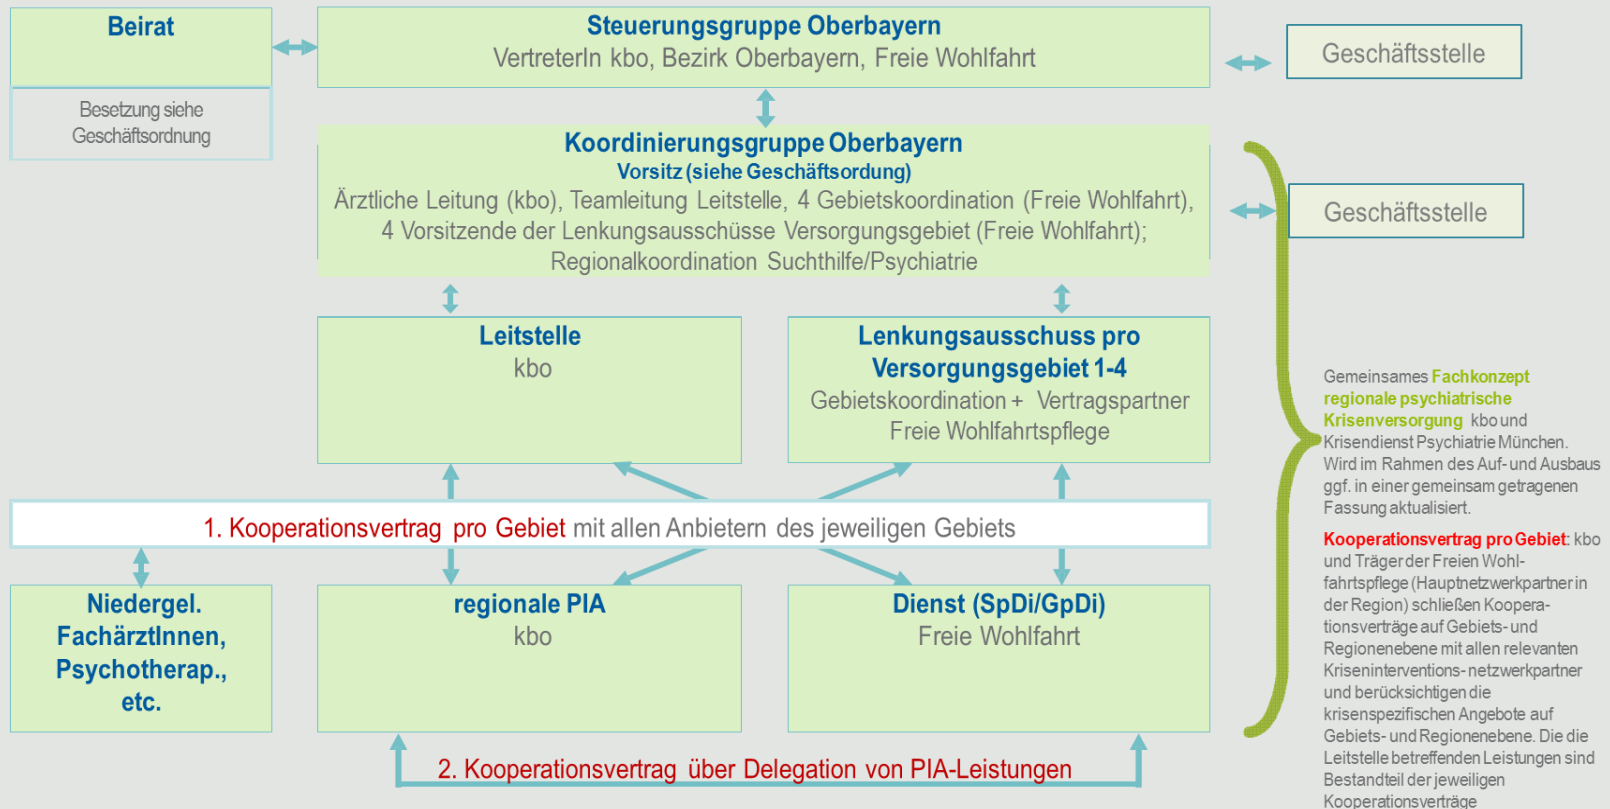 Beirat
Besetzung siehe
Geschäftsordnung
Steuerungsgruppe Oberbayern
VertreterIn kbo, Bezirk Oberbayern, Freie Wohlfahrt
Geschäftsstelle
Koordinierungsgruppe Oberbayern
Vorsitz (siehe Geschäftsordung)
Ärztliche Leitung (kbo), Teamleitung Leitstelle, 4 Gebietskoordination (Freie Wohlfahrt),
4 Vorsitzende der Lenkungsausschüsse Versorgungsgebiet (Freie Wohlfahrt);
Regionalkoordination Suchthilfe/Psychiatrie
Geschäftsstelle
Leitstelle
kbo
Lenkungsausschuss pro
Versorgungsgebiet 1-4
Gebietskoordination + Vertragspartner
Freie Wohlfahrtspflege
1. Kooperationsvertrag pro Gebiet mit allen Anbietern des jeweiligen Gebiets
Niedergel.
FachärztInnen,
Psychotherap.,
etc.
regionale PIA
kbo
Dienst (SpDi/GpDi)
Freie Wohlfahrt
2. Kooperationsvertrag über Delegation von PIA-Leistungen
Gemeinsames Fachkonzept
regionale psychiatrische
Krisenversorgung kbo und
Krisendienst Psychiatrie München.
Wird im Rahmen des Auf- und Ausbaus
ggf. in einer gemeinsam getragenen
Fassung aktualisiert.
Kooperationsvertrag pro Gebiet: kbo
und Träger der Freien Wohl-
fahrtspflege (Hauptnetzwerkpartner in
der Region) schließen Koopera-
tionsverträge auf Gebiets- und
Regionenebene mit allen relevanten
Kriseninterventions- netzwerkpartner
und berücksichtigen die
krisenspezifischen Angebote auf
Gebiets- und Regionenebene. Die die
Leitstelle betreffenden Leistungen sind
Bestandteil der jeweiligen
Kooperationsverträge